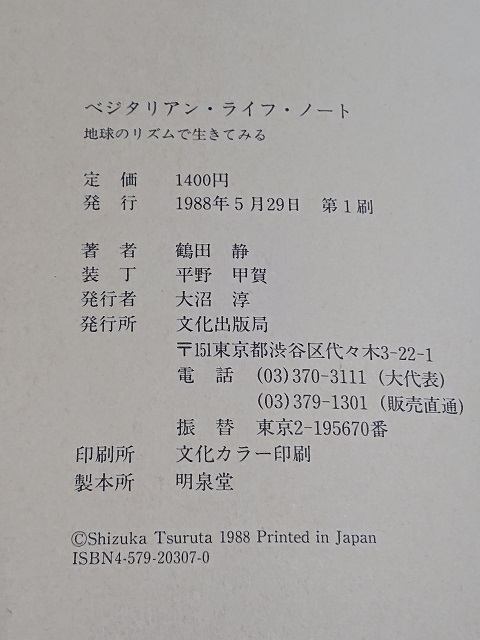 ベジタリアン・ライフ・ノート
地球のリズムで生きてみる
定 価 1400円
発 行 1988年5月29日 第1刷
著 者 鶴田 静
装 丁 平野 甲賀
発行者 大沼 淳
発行所 文化出版局
〒151東京都渋谷区代々木3-22-1
電 話 (03)370-3111(大代表)
(03)379-1301(販売直通)
振 替 東京2-195670番
印刷所 文化カラー印刷
製本所 明泉堂
©Shizuka Tsuruta 1988 Printed in Japan
ISBN4-579-20307-0